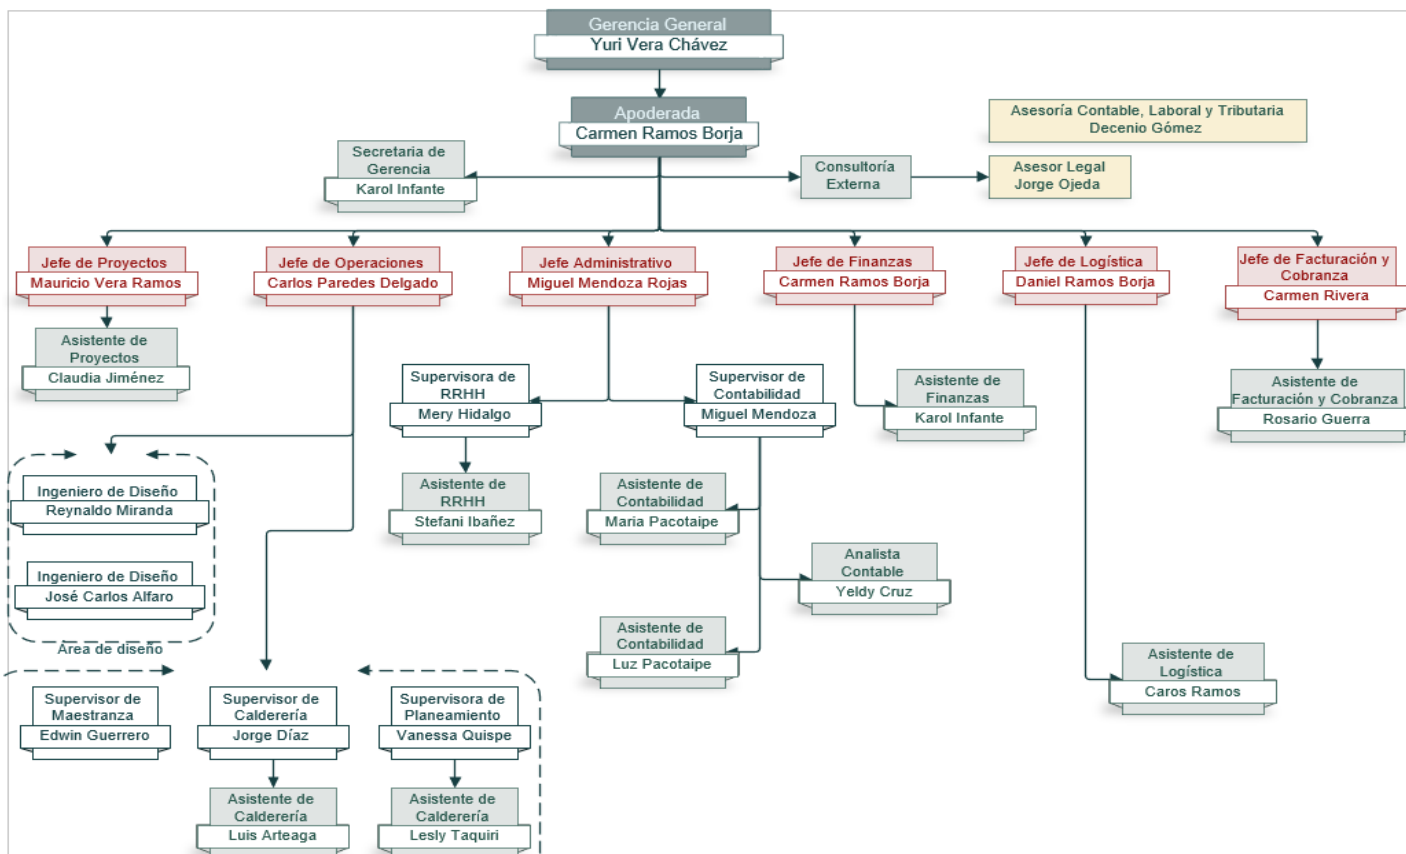 Gerencia General
Yuri Vera Chávez
Apoderada
Carmen Ramos Borja
Asesoría Contable, Laboral y Tributaria
Decenio Gómez
Secretaria de
Gerencia
Karol Infante
Consultoría
Externa
Asesor Legal
Jorge Ojeda
Jefe de Proyectos
Mauricio Vera Ramos
Jefe de Operaciones
Carlos Paredes Delgado
Jefe Administrativo
Miguel Mendoza Rojas
Jefe de Finanzas
Carmen Ramos Borja
Jefe de Logística
Daniel Ramos Borja
Jefe de Facturación y
Cobranza
Carmen Rivera
Asistente de
Proyectos
Claudia Jiménez
Supervisora de
RRHH
Mery Hidalgo
Supervisor de
Contabilidad
Miguel Mendoza
Asistente de
Finanzas
Karol Infante
Asistente de
Facturación y Cobranza
Rosario Guerra
Ingeniero de Diseño
Reynaldo Miranda
Asistente de
RRHH
Stefani Ibañez
Asistente de
Contabilidad
Maria Pacotaipe
Ingeniero de Diseño
José Carlos Alfaro
Analista
Contable
Yeldy Cruz
Area de diseño
Asistente de
Contabilidad
Luz Pacotaipe
Asistente de
Logística
Caros Ramos
Supervisor de
Maestranza
Edwin Guerrero
Supervisor de
Calderería
Jorge Díaz
Supervisora de
Planeamiento
Vanessa Quispe
Asistente de
Calderería
Luis Arteaga
Asistente de
Calderería
Lesly Taquiri